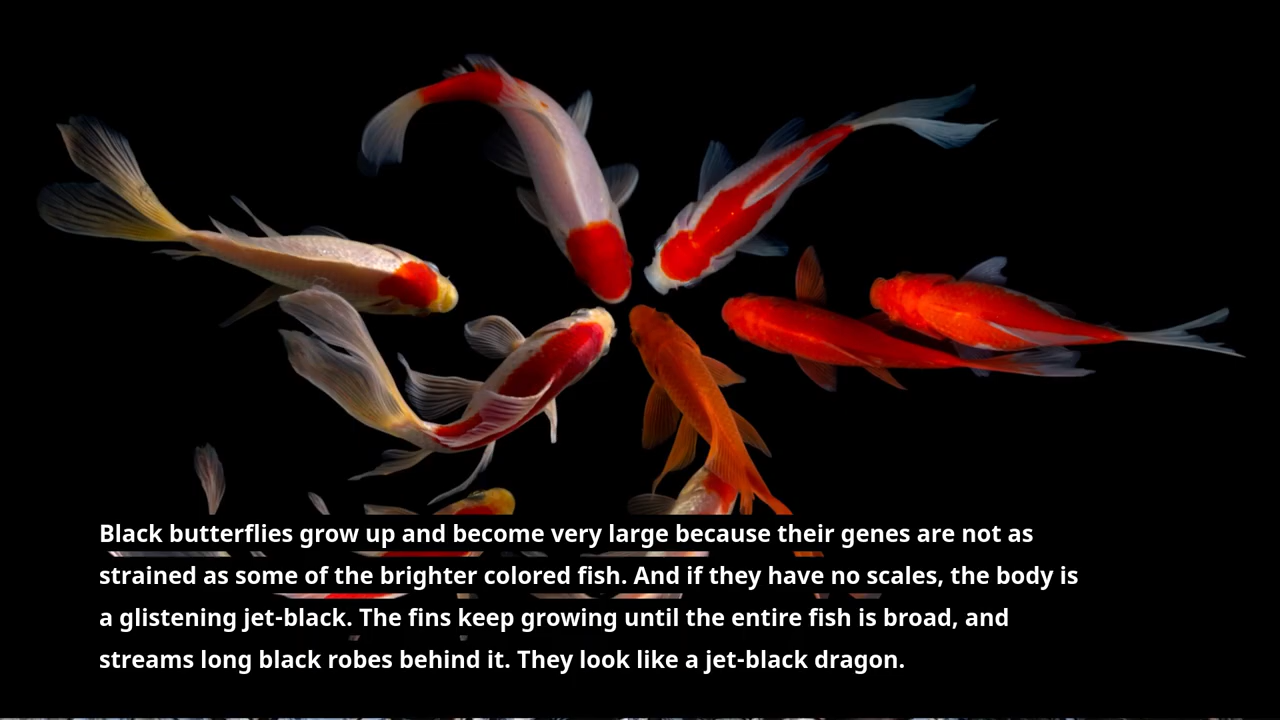 Black butterflies grow up and become very large because their genes are not as
strained as some of the brighter colored fish. And if they have no scales, the body is
a glistening jet-black. The fins keep growing until the entire fish is broad, and
streams long black robes behind it. They look like a jet-black dragon.